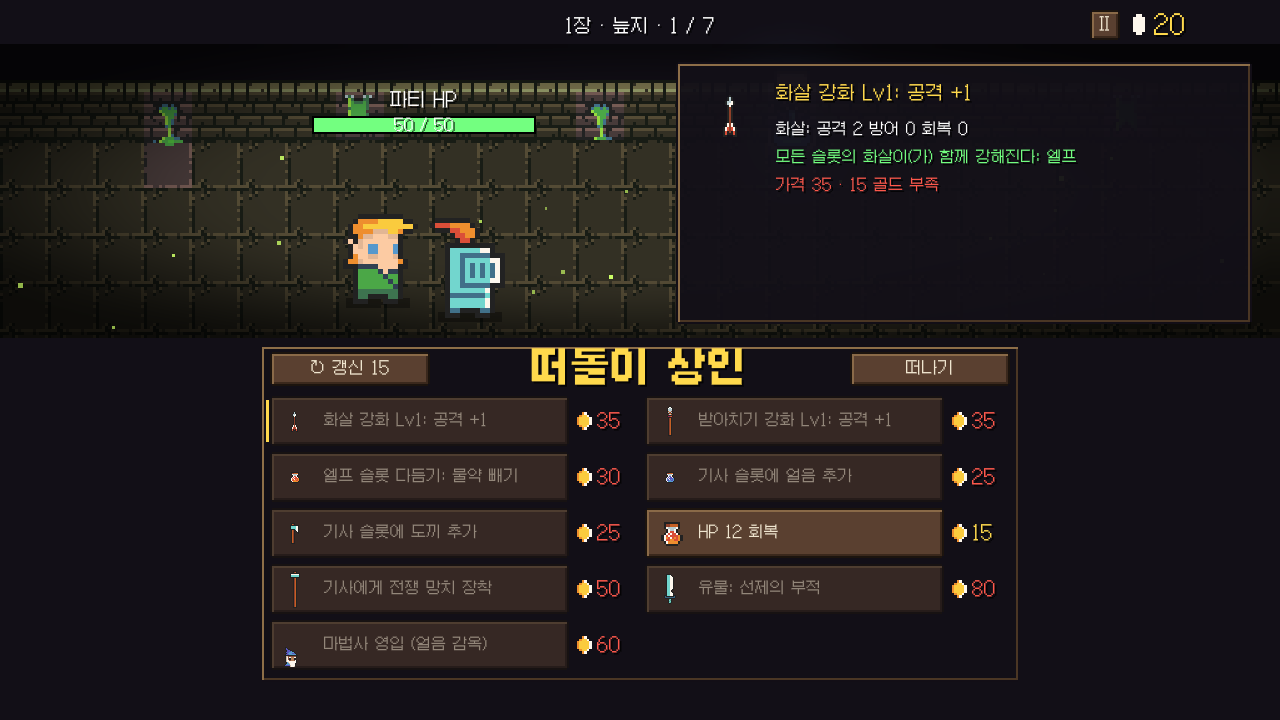 1장 · 늪지 · 1 / 7
II
20
파티 HP
50 / 50
화살 강화 Lv1: 공격 +1
화살: 공격 2 방어 0 회복 0
모든 슬롯의 화살이(가) 함께 강해진다: 엘프
가격 35 · 15 골드 부족
↻ 갱신 15
떠돌이 상인
떠나기
화살 강화 Lv1: 공격 +1
35
받아치기 강화 Lv1: 공격 +1
35
엘프 슬롯 다듬기: 물약 빼기
30
기사 슬롯에 얼음 추가
25
기사 슬롯에 도끼 추가
25
HP 12 회복
15
기사에게 전쟁 망치 장착
50
유물: 선제의 부적
80
마법사 영입 (얼음 감옥)
60